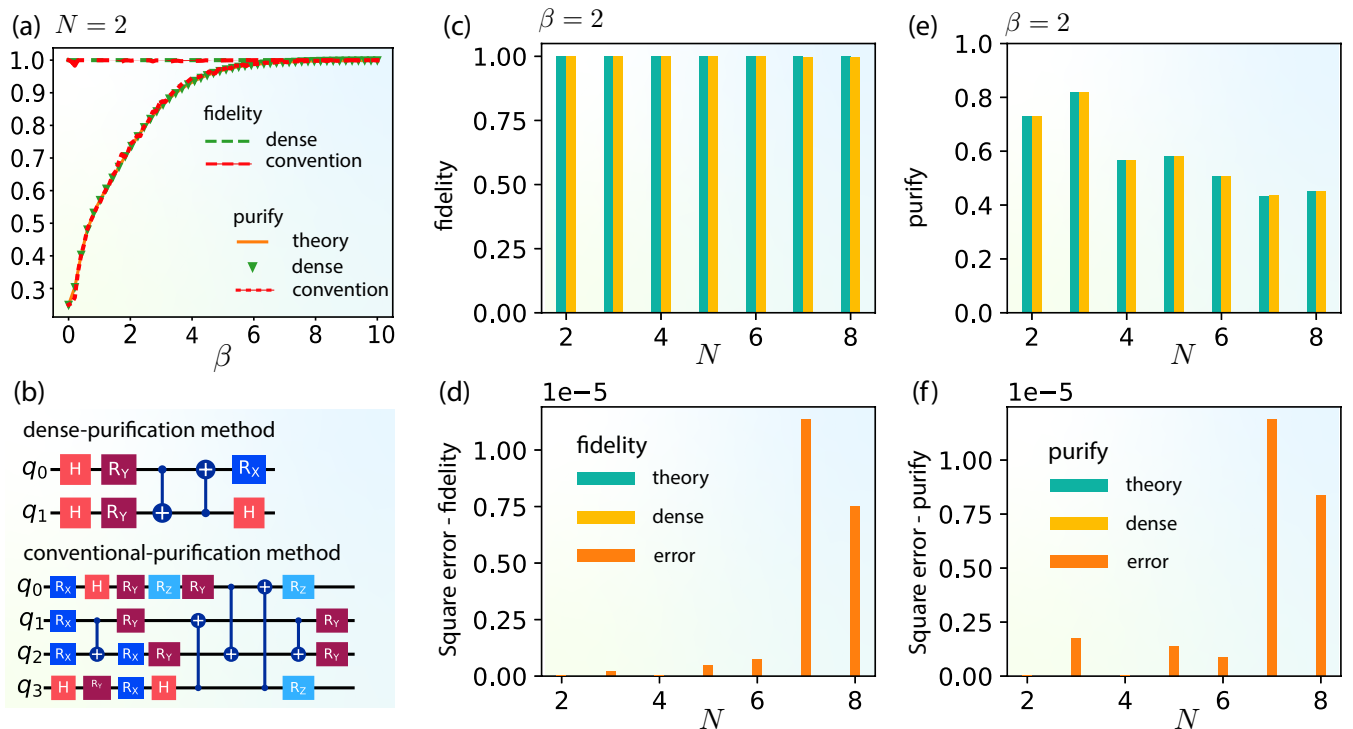 (a) N = 2
1.0
0.9
0.8
0.7
0.6
0.5
0.4
0.3
fidelity
dense
convention
purify
theory
dense
convention
0 2 4 6 8 10
β
(b)
dense-purification method
q0 H RY RX
q1 H RY H
conventional-purification method
q0 RX H RY RZ RY RZ
q1 RX RY RY
q2 RX RX RY RY
q3 H RY RX H RZ
(c) β = 2
fidelity
1.00
0.75
0.50
0.25
0.00
2 4 6 8
N
(d) 1e−5
Square error - fidelity
1.00
0.75
0.50
0.25
0.00
fidelity
theory
dense
error
2 4 6 8
N
(e) β = 2
purify
1.0
0.8
0.6
0.4
0.2
0.0
2 4 6 8
N
(f) 1e−5
Square error - purify
1.00
0.75
0.50
0.25
0.00
purify
theory
dense
error
2 4 6 8
N